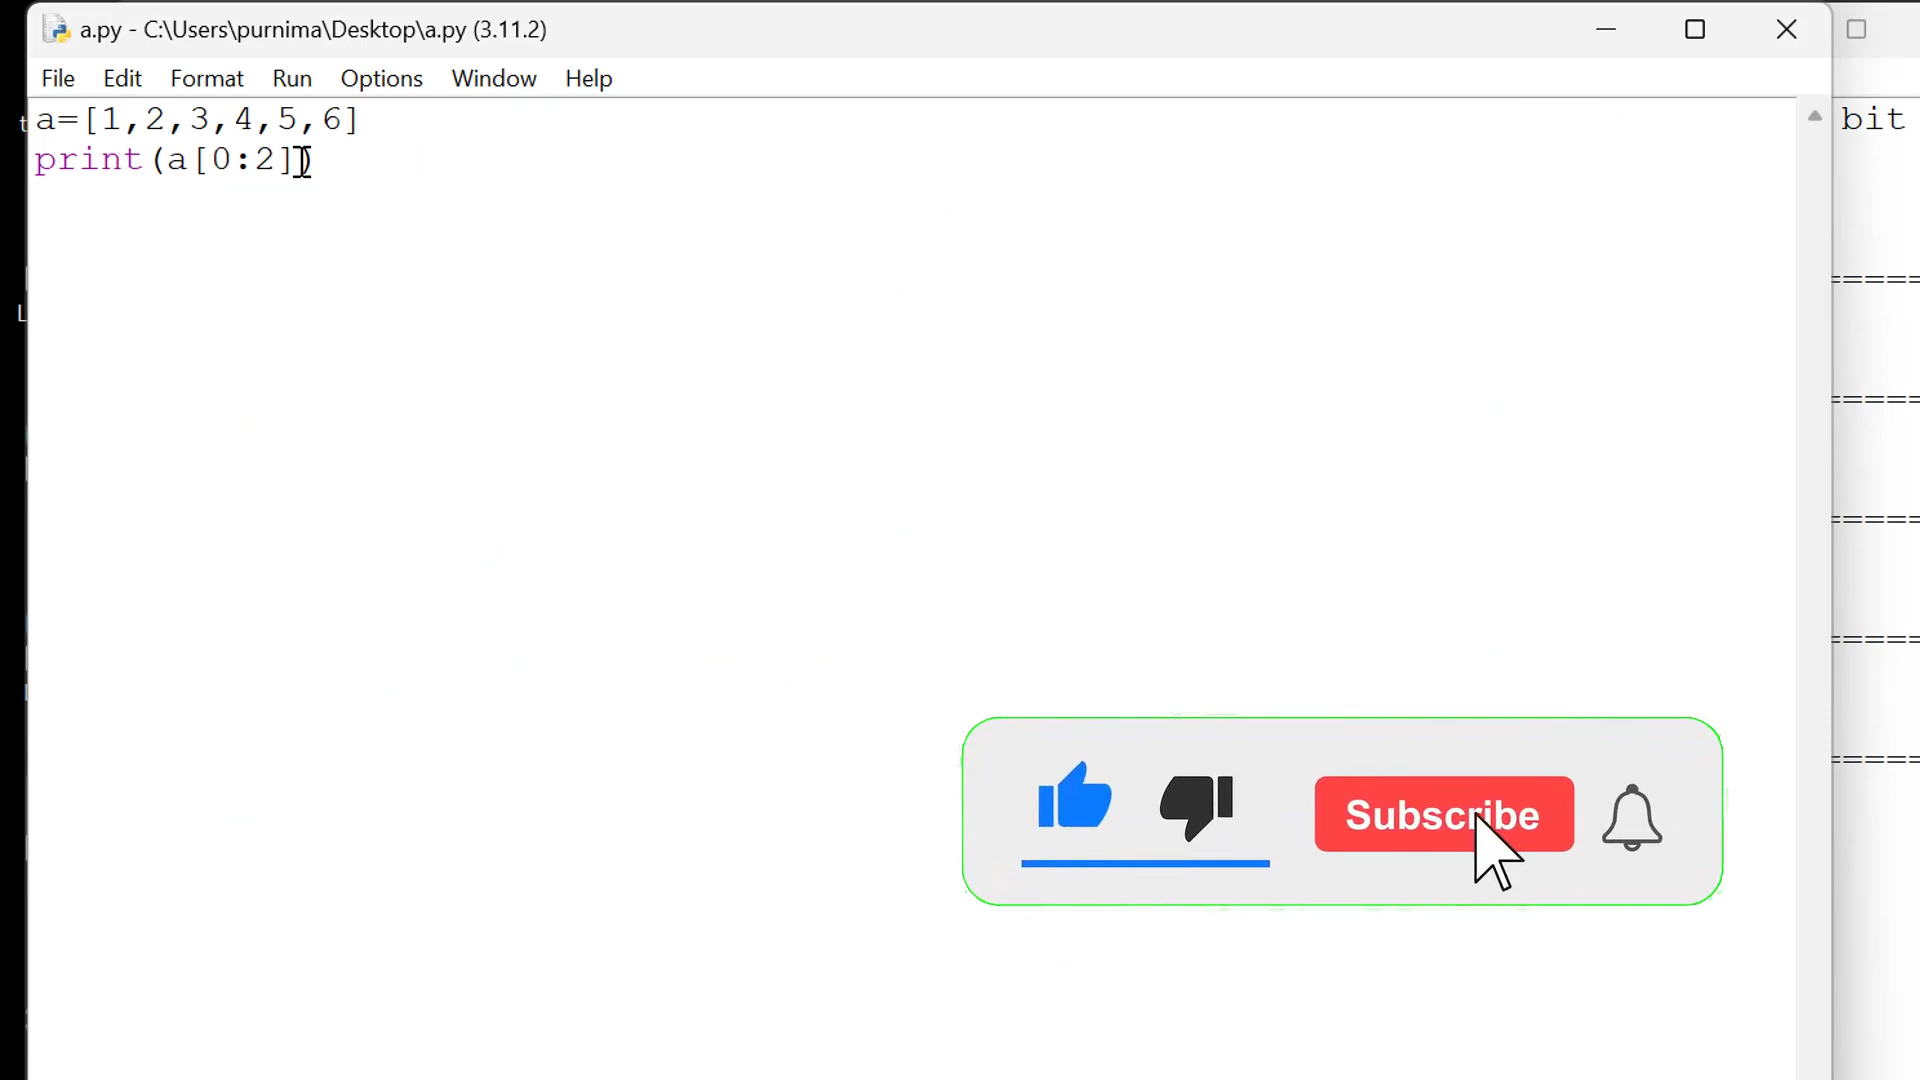 a.py - C:\Users\purnima\Desktop\a.py (3.11.2)
File Edit Format Run Options Window Help
a=[1,2,3,4,5,6]
print(a[0:2])
bit
=====
=====
=====
=====
=====
Subscribe